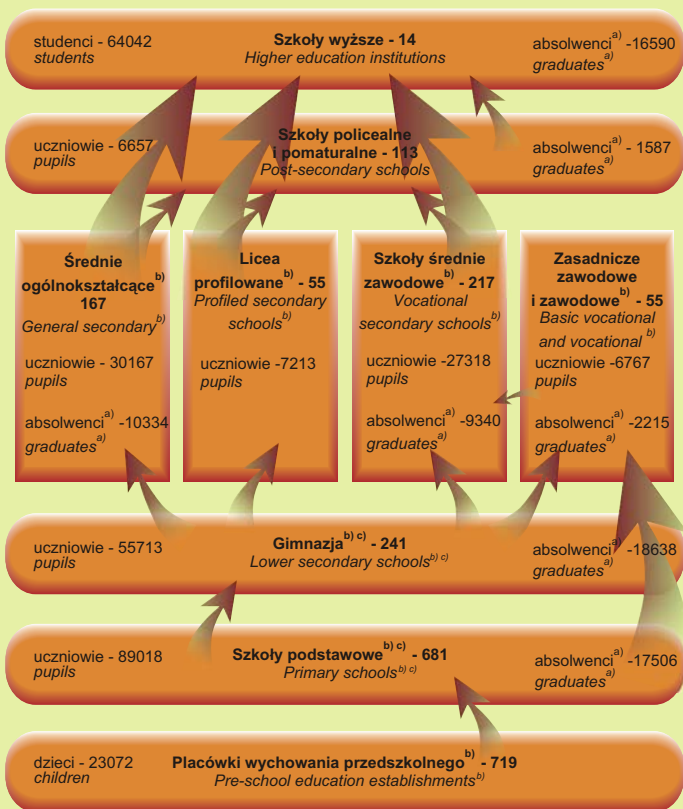 studenci - 64042
students
Szkoły wyższe - 14
Higher education institutions
absolwenci a) -16590
graduates a)
uczniowie - 6657
pupils
Szkoły policealne
i pomaturalne - 113
Post-secondary schools
absolwenci a) - 1587
graduates a)
Średnie
ogólnokształcące b)
167
General secondary b)
uczniowie - 30167
pupils
absolwenci a) -10334
graduates a)
Licea
profilowane b) - 55
Profiled secondary
schools b)
uczniowie -7213
pupils
Szkoły średnie
zawodowe b) - 217
Vocational
secondary schools b)
uczniowie -27318
pupils
absolwenci a) -9340
graduates a)
Zasadnicze
zawodowe
i zawodowe b) - 55
Basic vocational
and vocational b)
uczniowie -6767
pupils
absolwenci a) -2215
graduates a)
uczniowie - 55713
pupils
Gimnazja b) c) - 241
Lower secondary schools b) c)
absolwenci a) -18638
graduates a)
uczniowie - 89018
pupils
Szkoły podstawowe b) c) - 681
Primary schools b) c)
absolwenci a) -17506
graduates a)
dzieci - 23072
children
Placówki wychowania przedszkolnego b) - 719
Pre-school education establishments b)